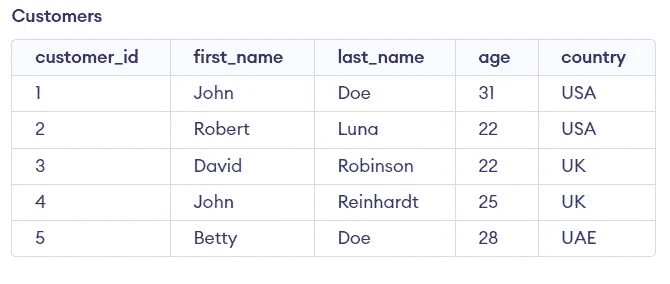 Customers
customer_id first_name last_name age country
1 John Doe 31 USA
2 Robert Luna 22 USA
3 David Robinson 22 UK
4 John Reinhardt 25 UK
5 Betty Doe 28 UAE